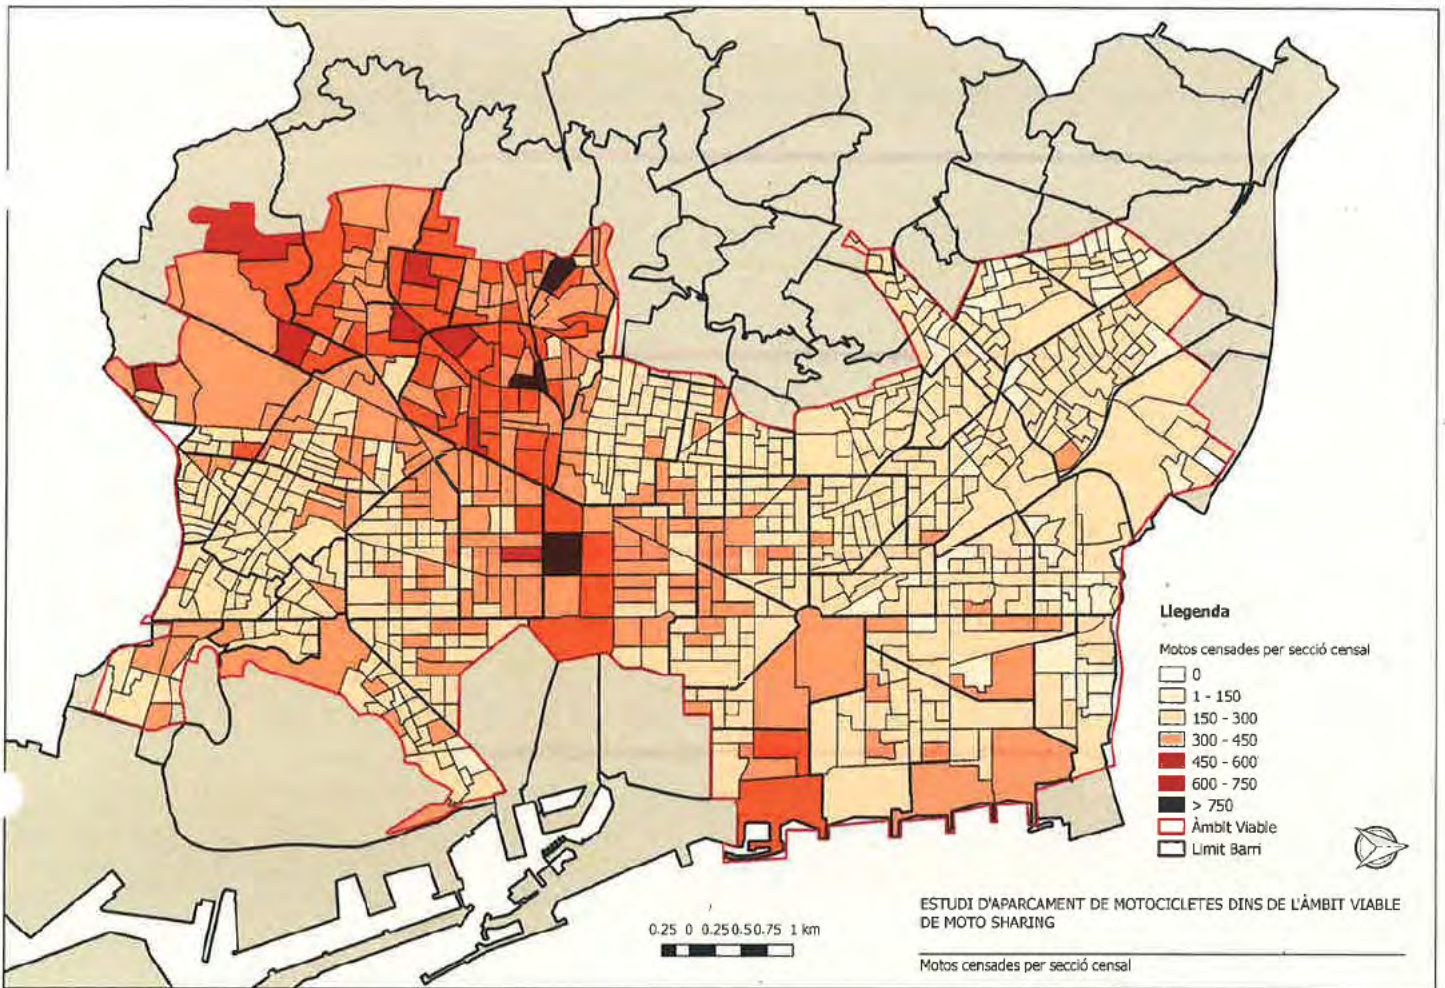 Llegenda
Motos censades per secció censal
0
1 - 150
150 - 300
300 - 450
450 - 600
600 - 750
> 750
Àmbit Viable
Límit Barri
0.25 0 0.25 0.5 0.75 1 km
ESTUDI D'APARCAMENT DE MOTOCICLETES DINS DE L'ÀMBIT VIABLE
DE MOTO SHARING
Motos censades per secció censal